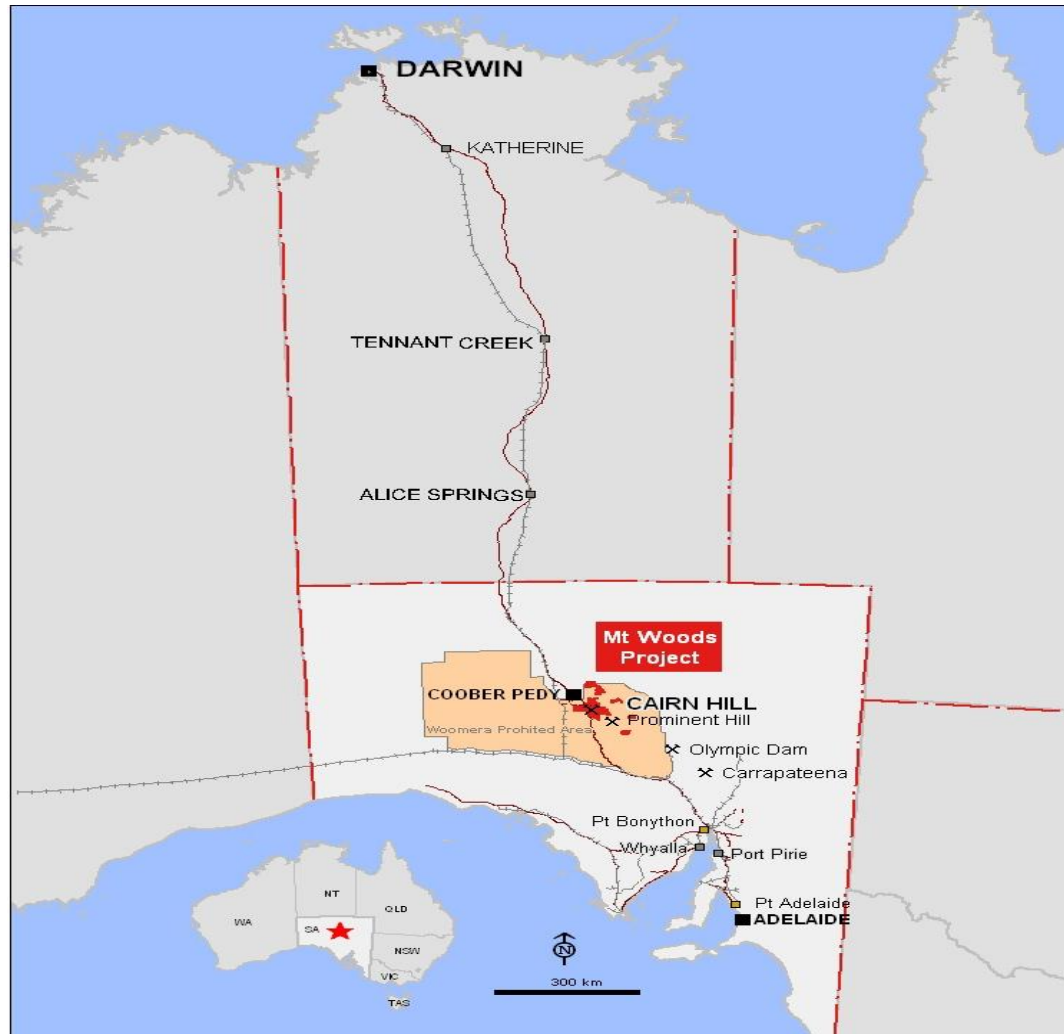 DARWIN
KATHERINE
TENNANT CREEK
ALICE SPRINGS
Mt Woods
Project
COOBER PEDY
CAIRN HILL
Prominent Hill
Woomera Prohited Area
Olympic Dam
Carrapateena
Pt Bonython
Whyalla
Port Pirie
Pt Adelaide
ADELAIDE
NT
WA
QLD
SA
NSW
VIC
TAS
N
300 km